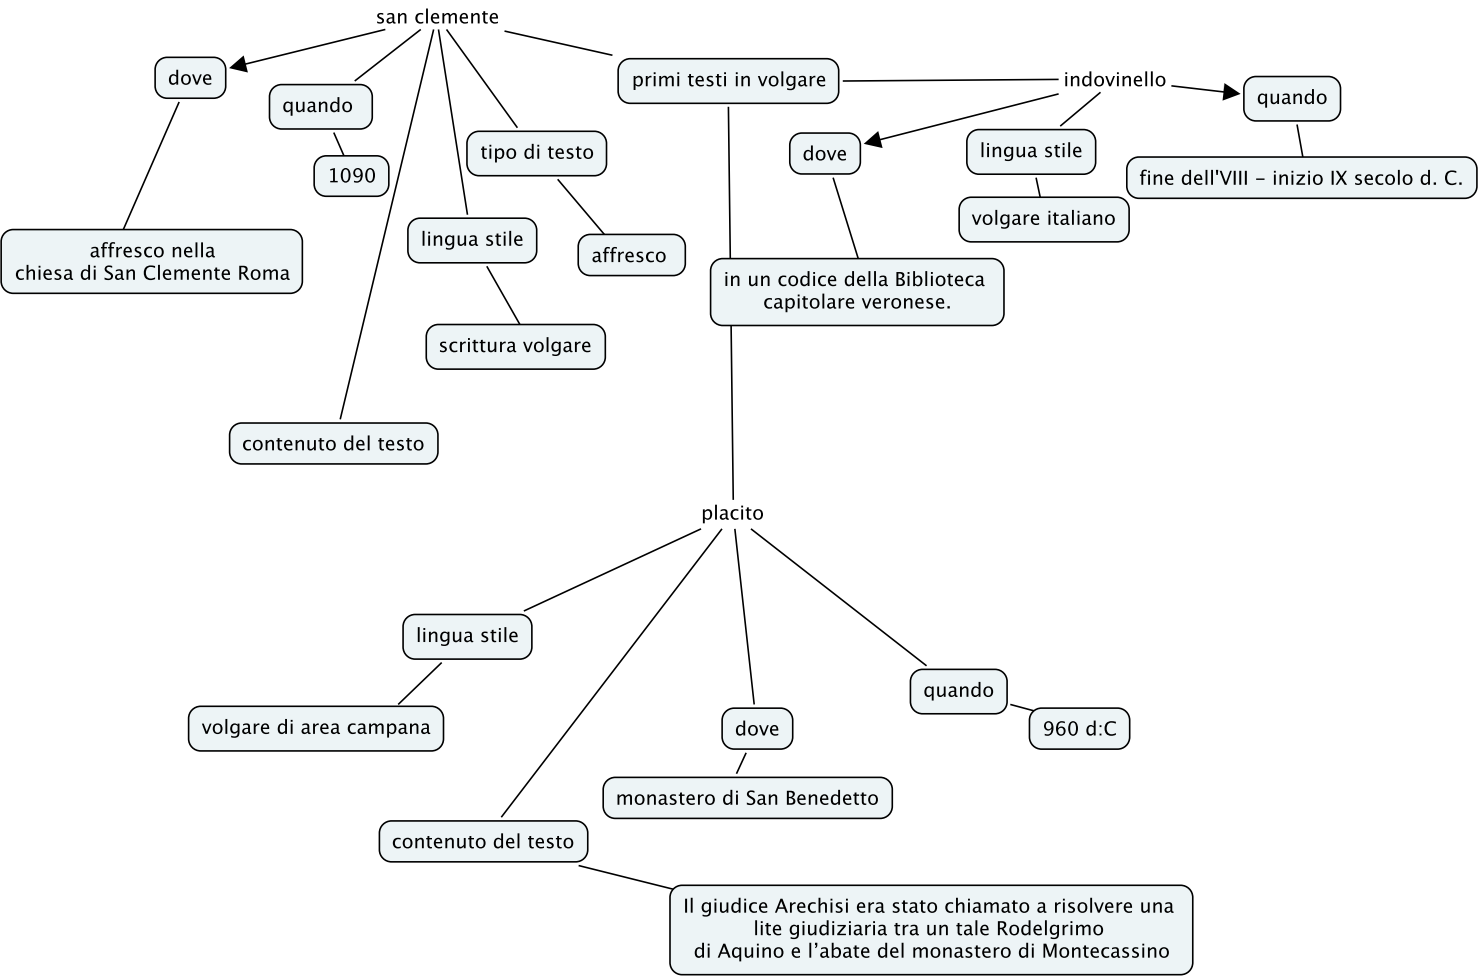 san clemente
dove
quando
1090
affresco nella
chiesa di San Clemente Roma
contenuto del testo
lingua stile
scrittura volgare
tipo di testo
affresco
primi testi in volgare
indovinello
dove
in un codice della Biblioteca
capitolare veronese.
lingua stile
volgare italiano
quando
fine dell'VIII – inizio IX secolo d. C.
placito
lingua stile
volgare di area campana
contenuto del testo
Il giudice Arechisi era stato chiamato a risolvere una
lite giudiziaria tra un tale Rodelgrimo
di Aquino e l’abate del monastero di Montecassino
dove
monastero di San Benedetto
quando
960 d:C